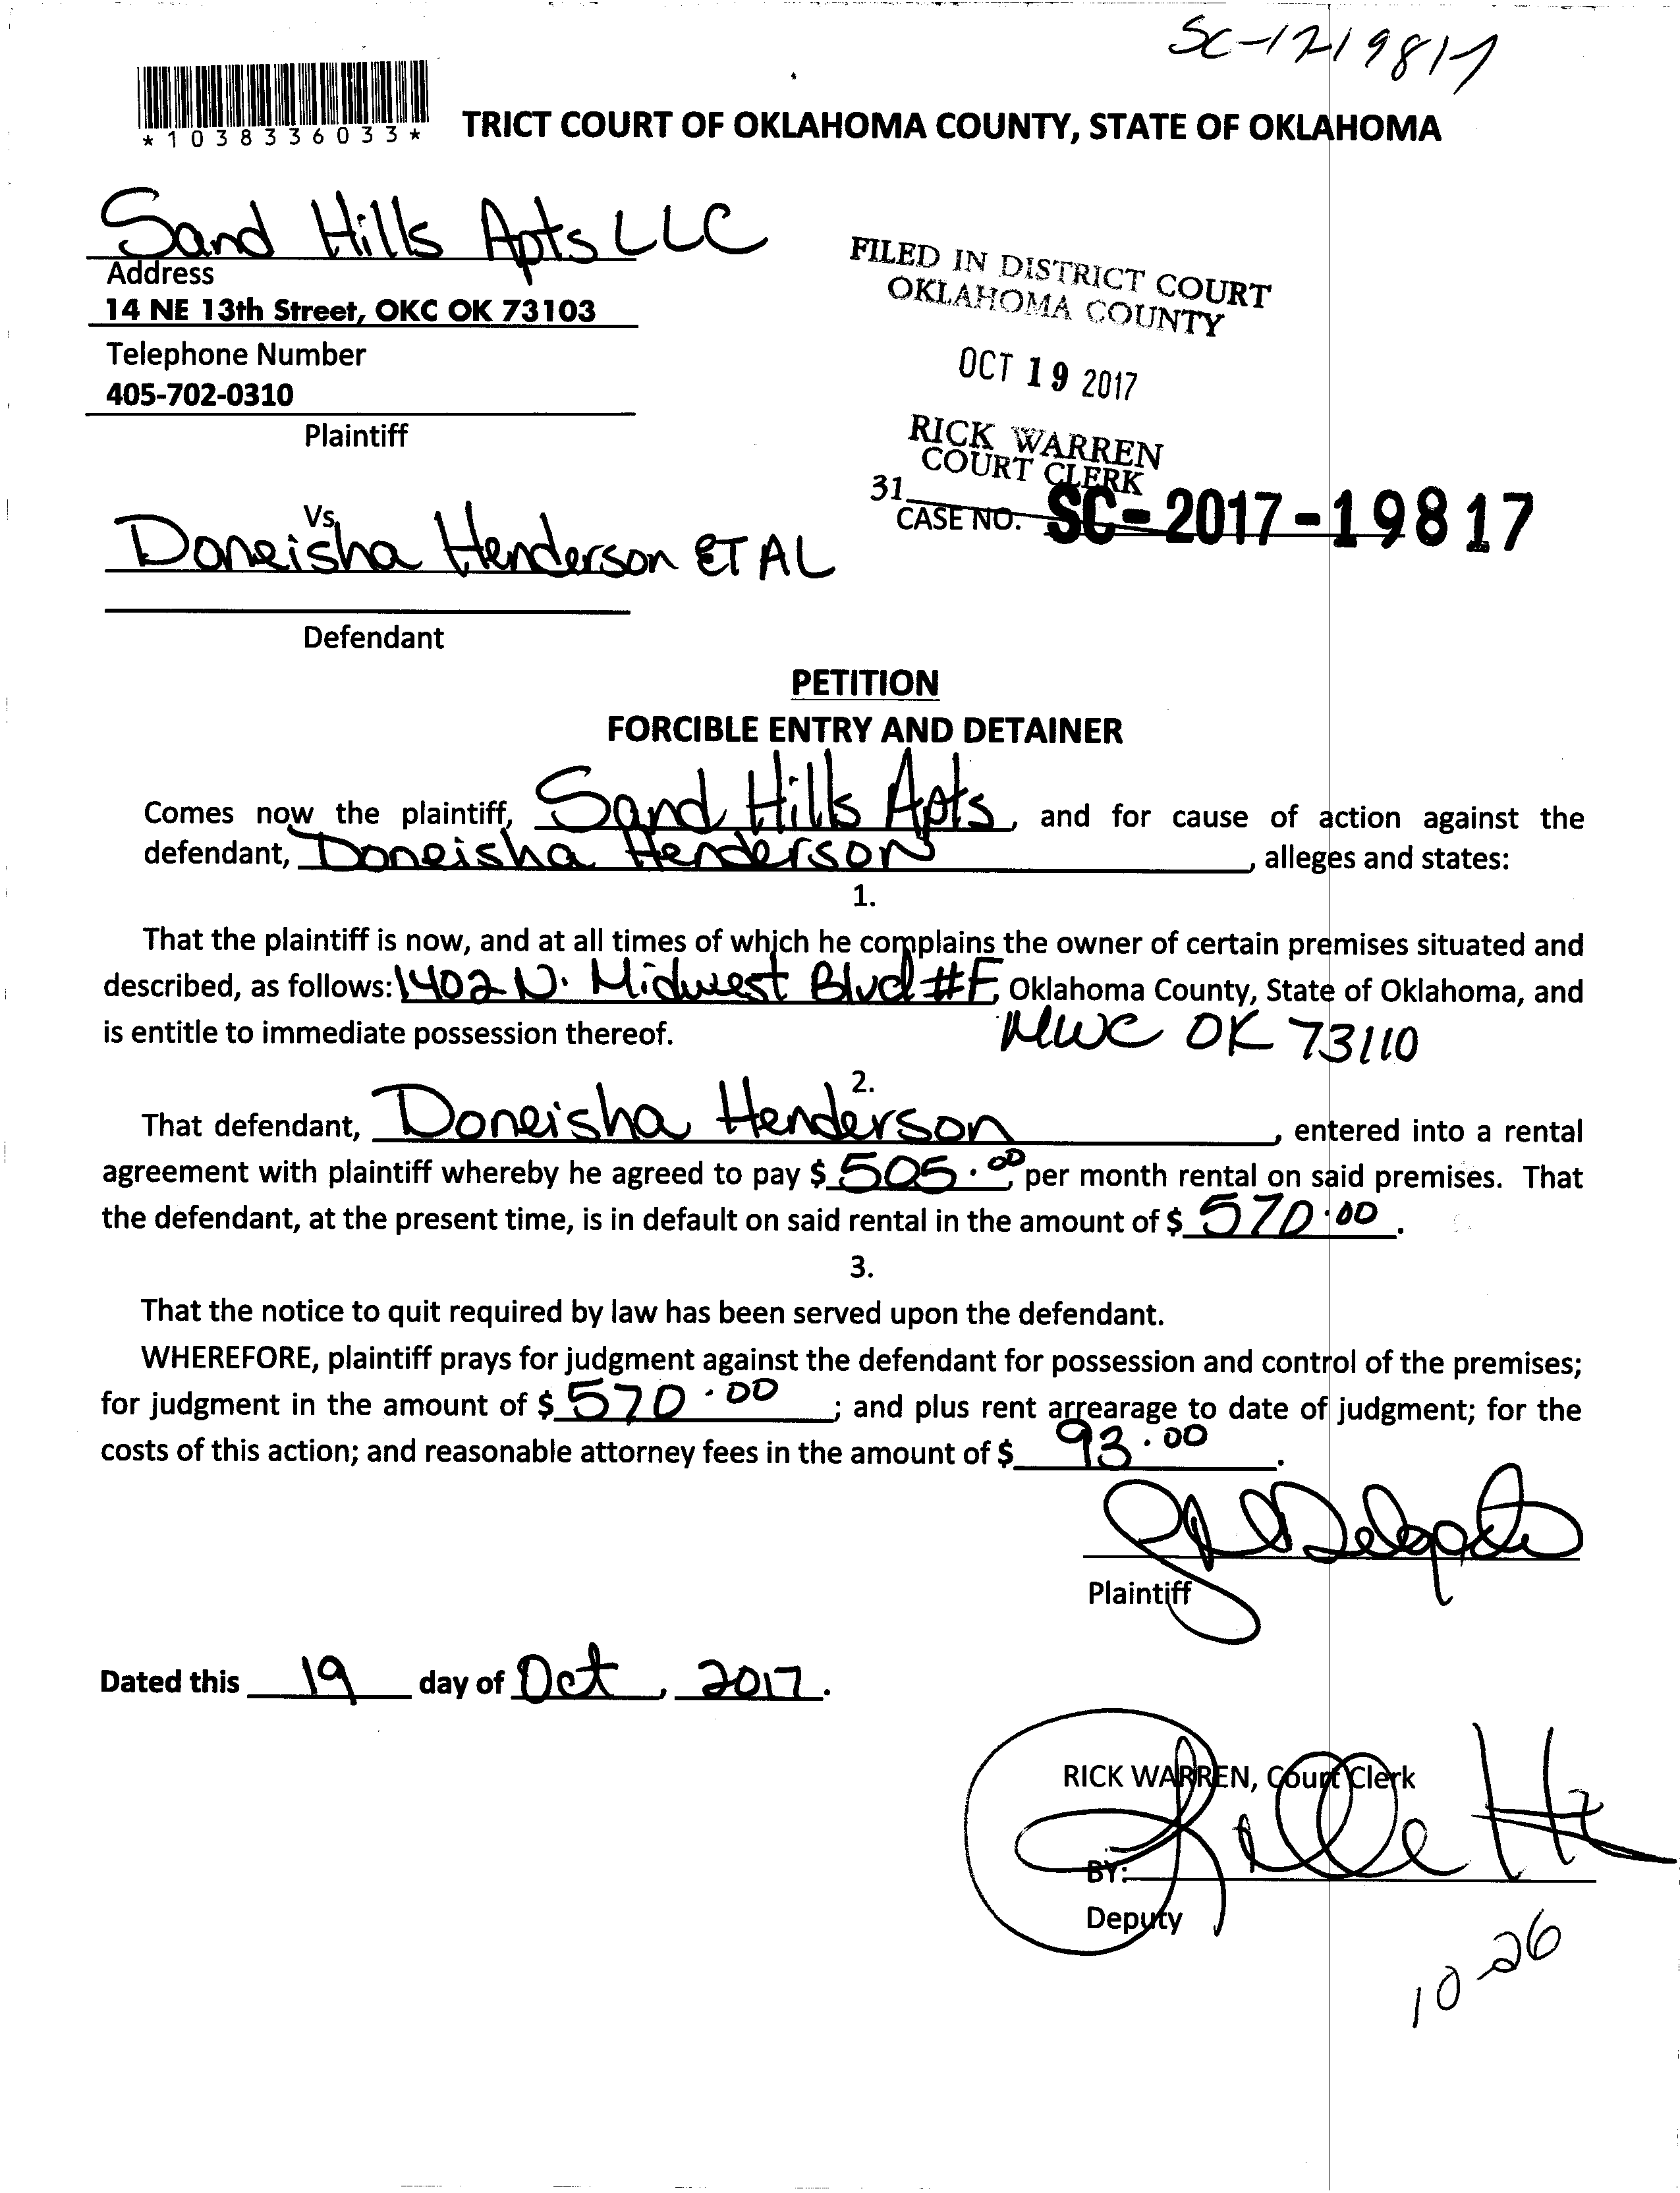 SC-17-19817
*1038336033*
TRICT COURT OF OKLAHOMA COUNTY, STATE OF OKLAHOMA
Sand Hills Apts LLC
Address
14 NE 13th Street, OKC OK 73103
Telephone Number
405-702-0310
Plaintiff
FILED IN DISTRICT COURT
OKLAHOMA COUNTY
OCT 19 2017
RICK WARREN
COURT CLERK
31
CASE NO. SC-2017-19817
Vs.
Doneisha Henderson ET AL
Defendant
PETITION
FORCIBLE ENTRY AND DETAINER
Comes now the plaintiff, Sand Hills Apts, and for cause of action against the
defendant, Doneisha Henderson, alleges and states:
1.
That the plaintiff is now, and at all times of which he complains the owner of certain premises situated and
described, as follows: 1402 N. Midwest Blvd #F, Oklahoma County, State of Oklahoma, and
is entitle to immediate possession thereof. MWC OK 73110
2.
That defendant, Doneisha Henderson, entered into a rental
agreement with plaintiff whereby he agreed to pay $ 505.00, per month rental on said premises. That
the defendant, at the present time, is in default on said rental in the amount of $ 570.00.
3.
That the notice to quit required by law has been served upon the defendant.
WHEREFORE, plaintiff prays for judgment against the defendant for possession and control of the premises;
for judgment in the amount of $ 570.00; and plus rent arrearage to date of judgment; for the
costs of this action; and reasonable attorney fees in the amount of $ 93.00.
Delgado
Plaintiff
Dated this 19 day of Oct, 2017.
RICK WARREN, Court Clerk
BY:
Deputy
10-26